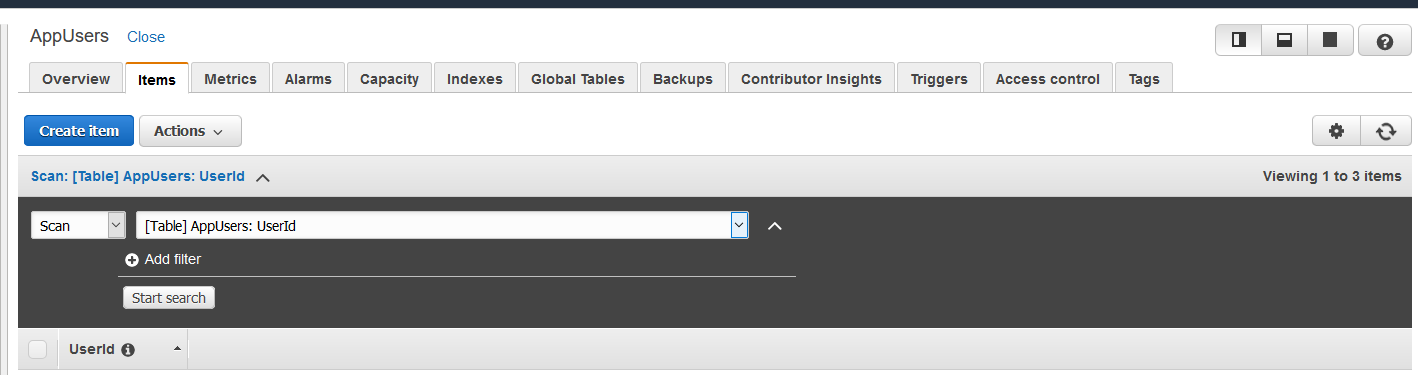 AppUsers Close
Overview Items Metrics Alarms Capacity Indexes Global Tables Backups Contributor Insights Triggers Access control Tags
Create item Actions
Scan: [Table] AppUsers: UserId Viewing 1 to 3 items
Scan [Table] AppUsers: UserId
Add filter
Start search
UserId